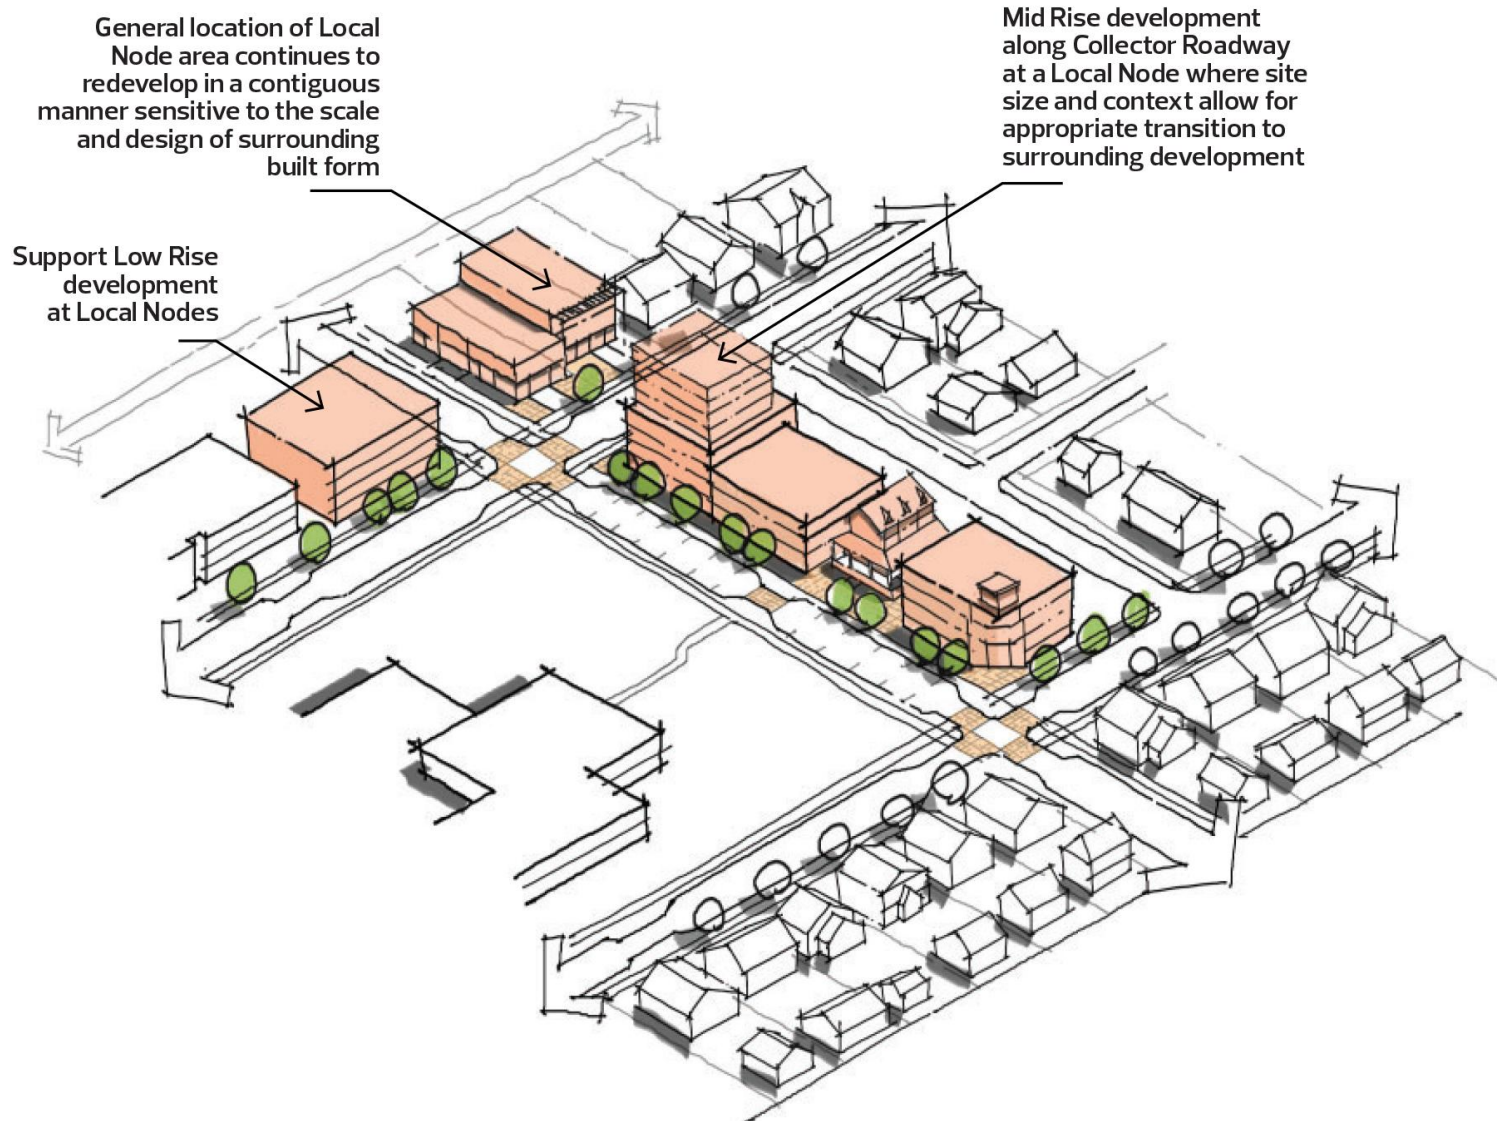 General location of Local
Node area continues to
redevelop in a contiguous
manner sensitive to the scale
and design of surrounding
built form
Mid Rise development
along Collector Roadway
at a Local Node where site
size and context allow for
appropriate transition to
surrounding development
Support Low Rise
development
at Local Nodes